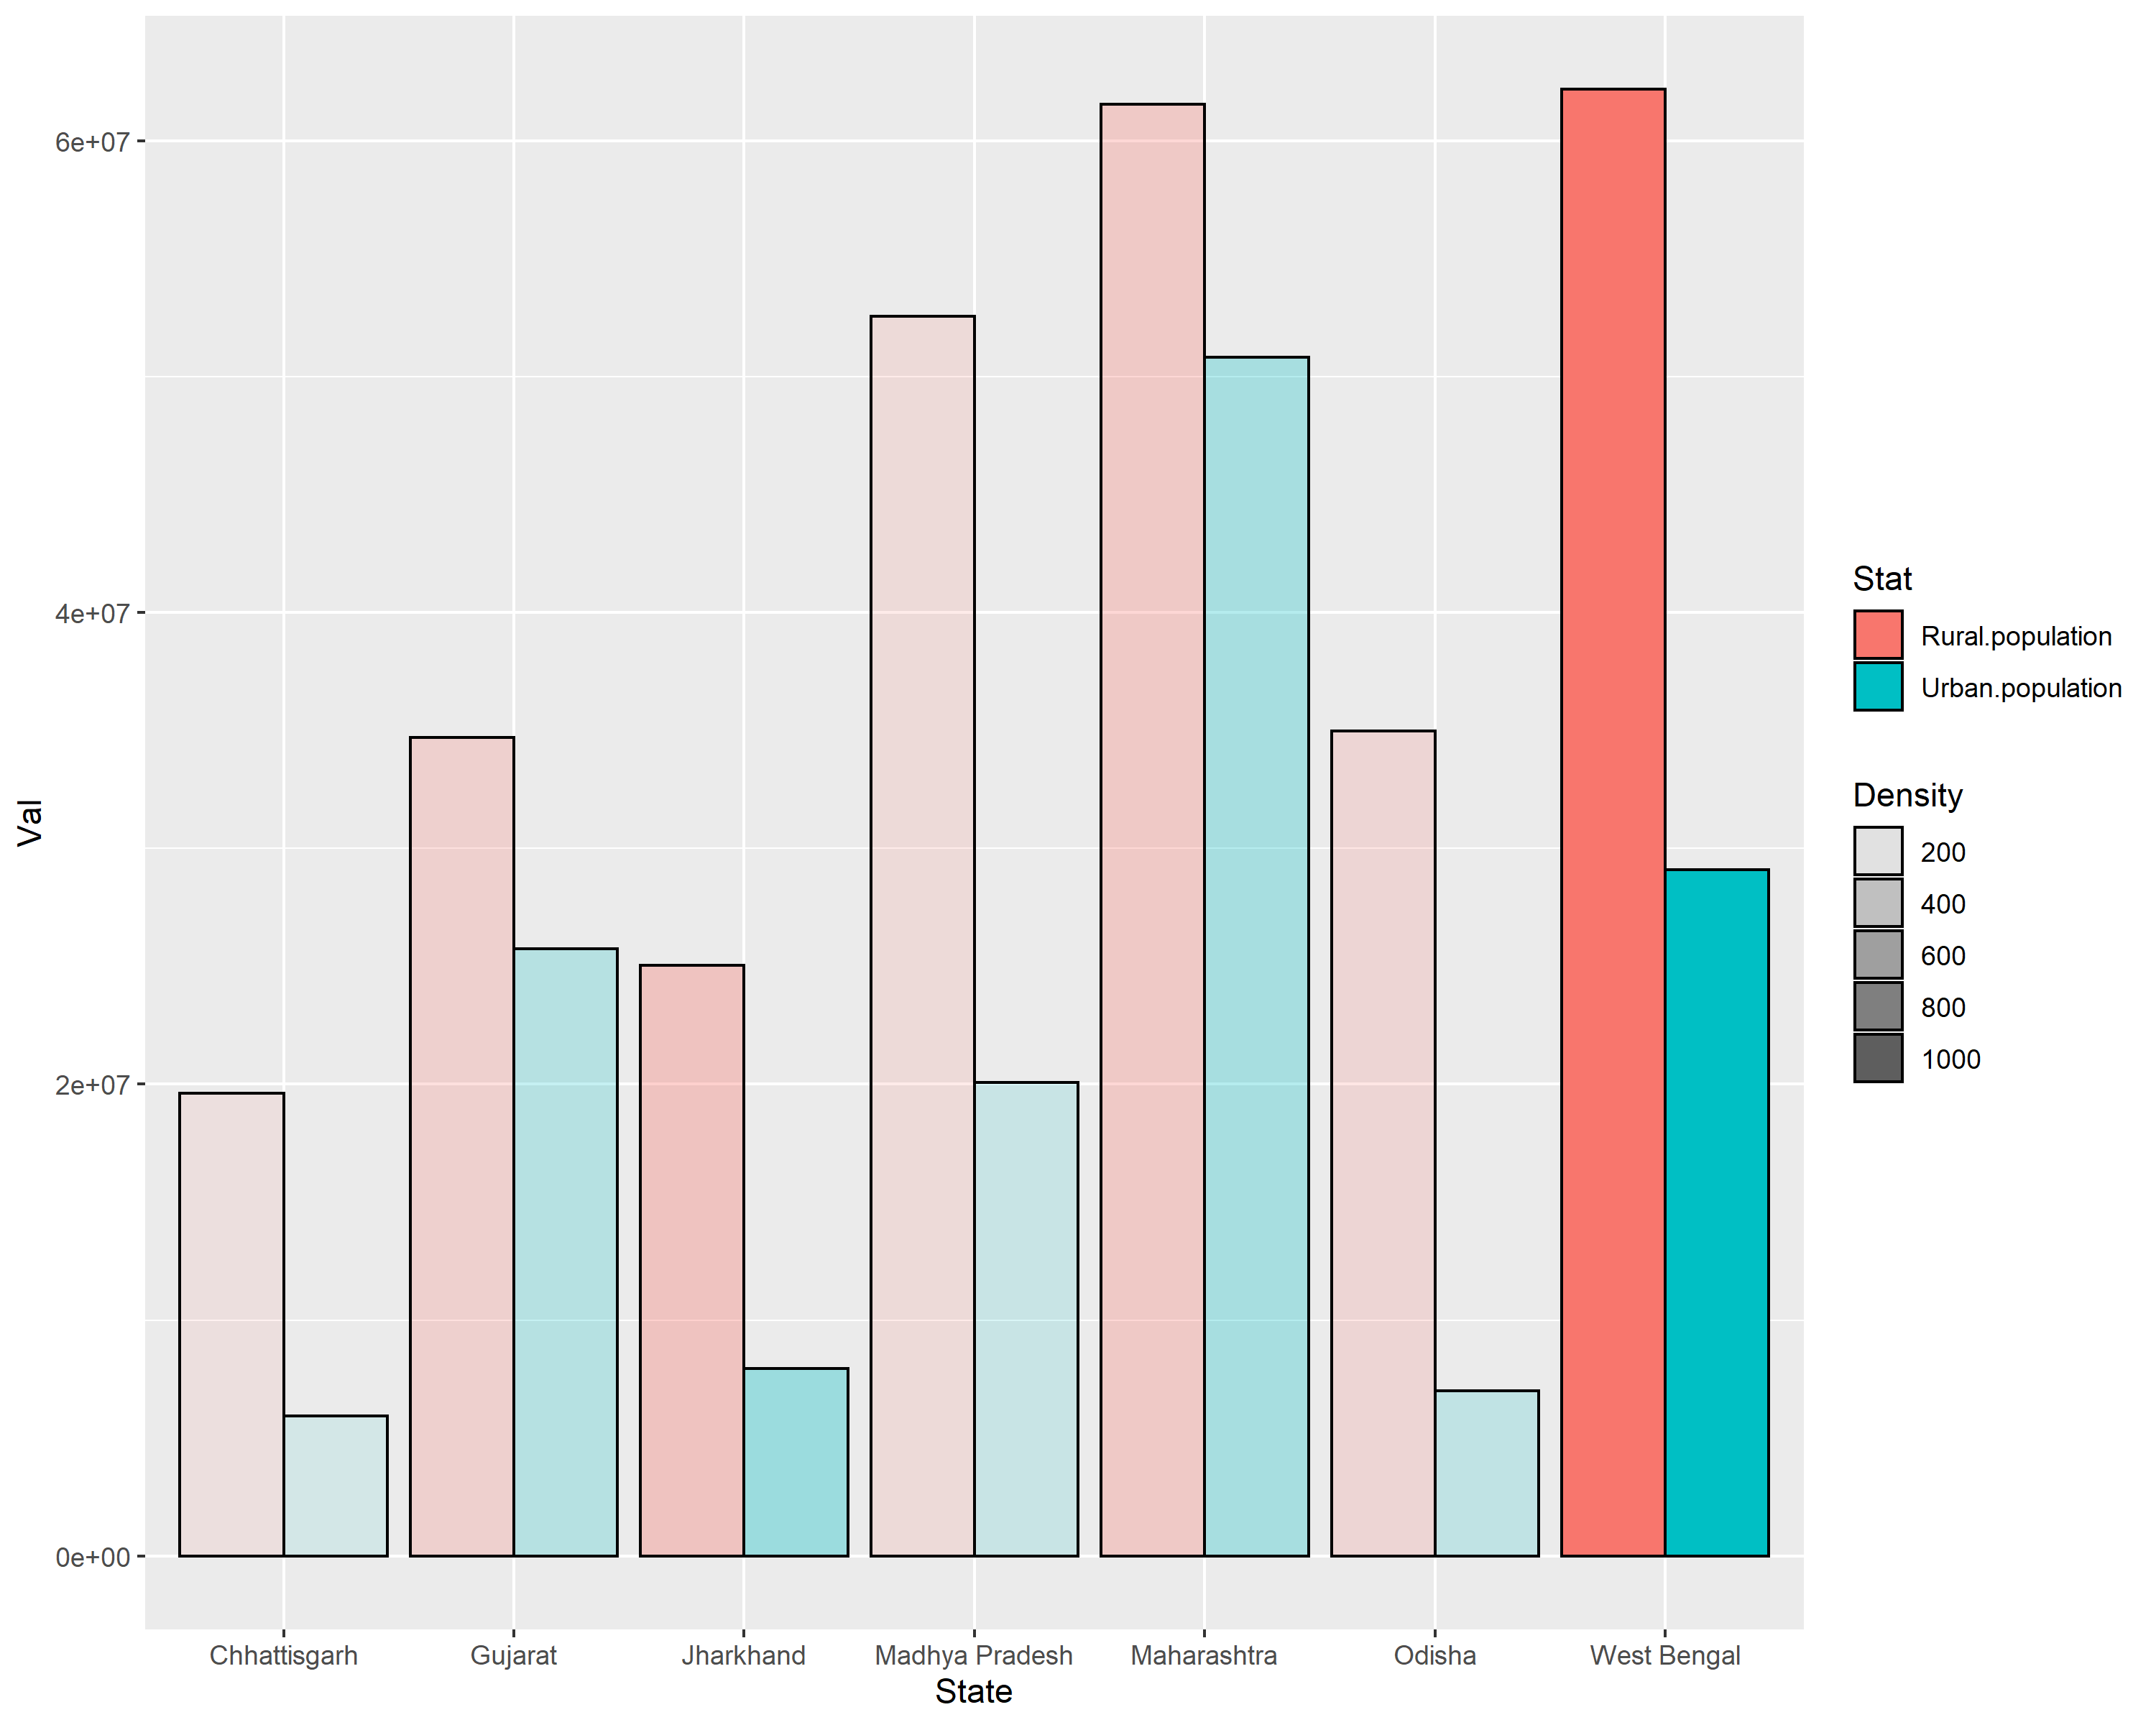 6e+07
4e+07
2e+07
0e+00
Val
Chhattisgarh Gujarat Jharkhand Madhya Pradesh Maharashtra Odisha West Bengal
State
Stat
Rural.population
Urban.population
Density
200
400
600
800
1000